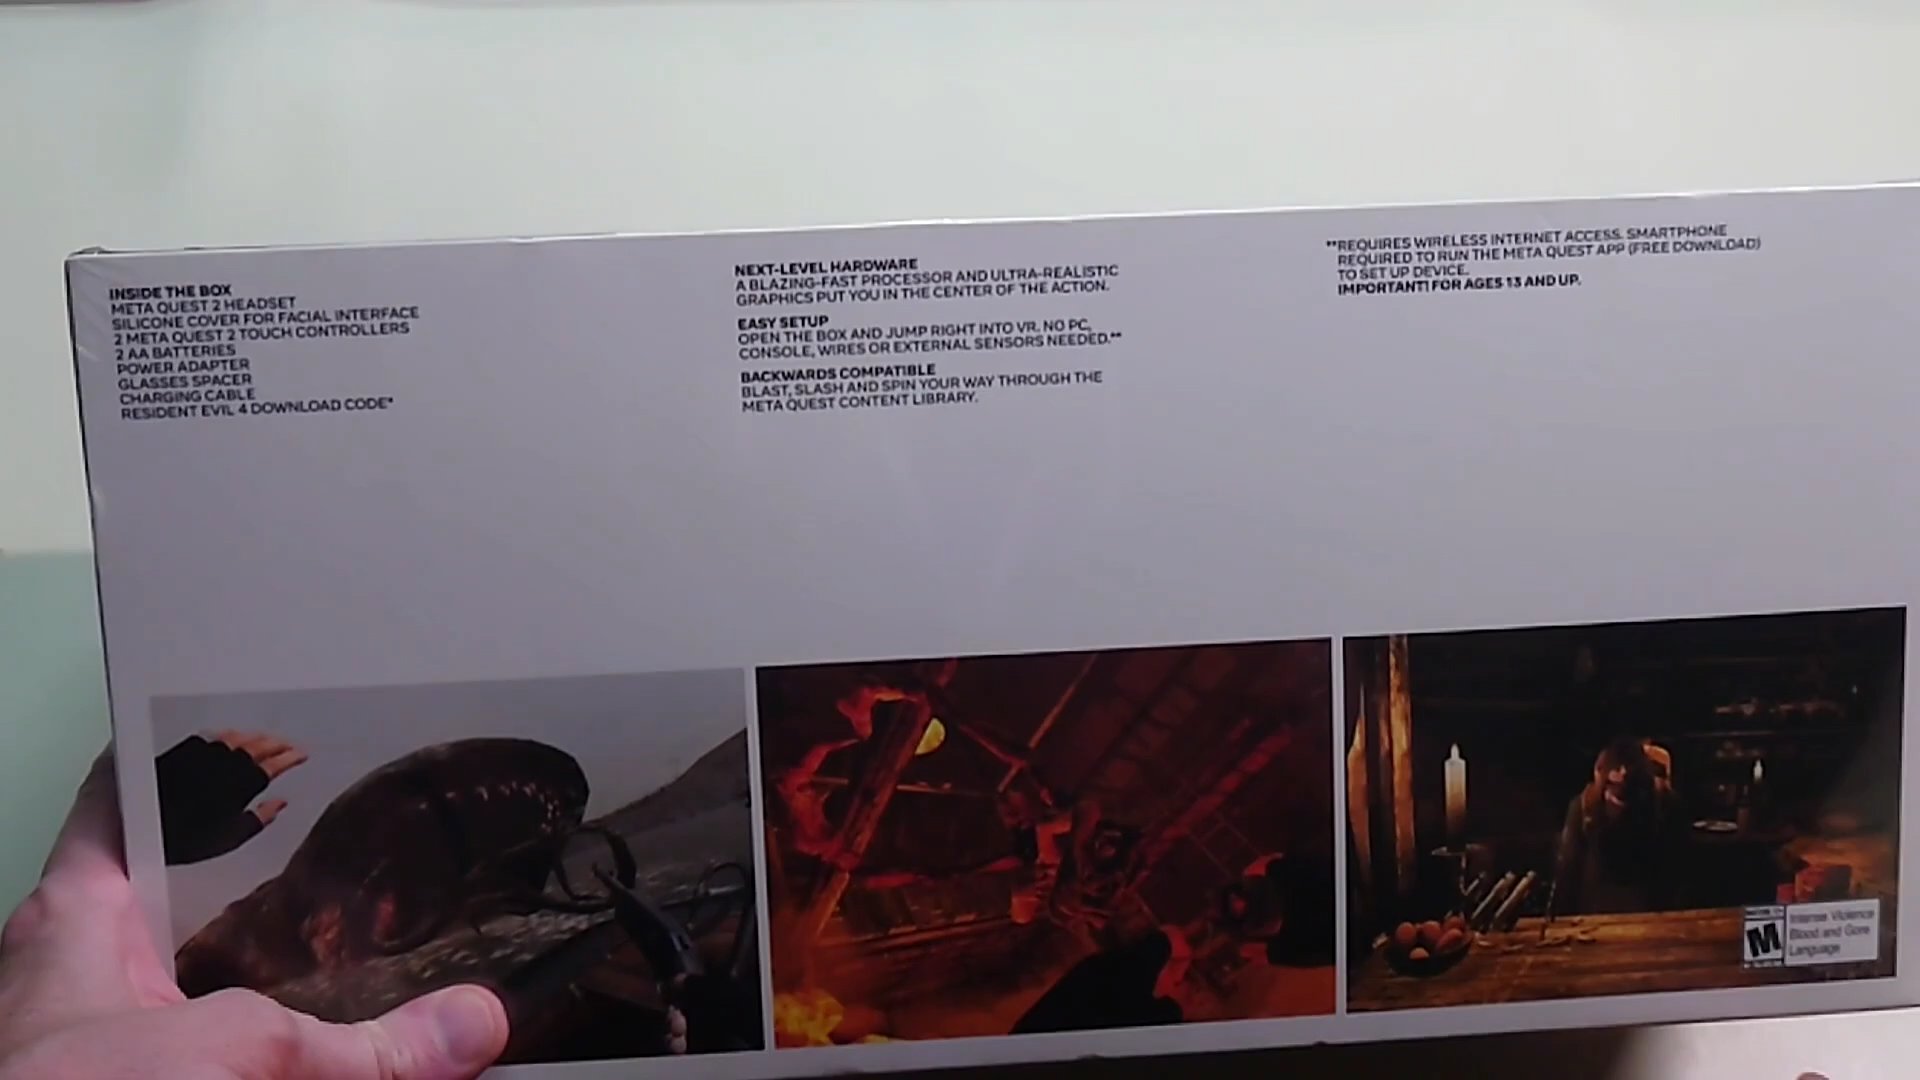 INSIDE THE BOX
META QUEST 2 HEADSET
SILICONE COVER FOR FACIAL INTERFACE
2 META QUEST 2 TOUCH CONTROLLERS
2 AA BATTERIES
POWER ADAPTER
GLASSES SPACER
CHARGING CABLE
RESIDENT EVIL 4 DOWNLOAD CODE*
NEXT-LEVEL HARDWARE
A BLAZING-FAST PROCESSOR AND ULTRA-REALISTIC
GRAPHICS PUT YOU IN THE CENTER OF THE ACTION.
EASY SETUP
OPEN THE BOX AND JUMP RIGHT INTO VR. NO PC,
CONSOLE, WIRES OR EXTERNAL SENSORS NEEDED.**
BACKWARDS COMPATIBLE
BLAST, SLASH AND SPIN YOUR WAY THROUGH THE
META QUEST CONTENT LIBRARY.
**REQUIRES WIRELESS INTERNET ACCESS. SMARTPHONE
REQUIRED TO RUN THE META QUEST APP (FREE DOWNLOAD)
TO SET UP DEVICE.
IMPORTANT! FOR AGES 13 AND UP.
M
Intense Violence
Blood and Gore
Language